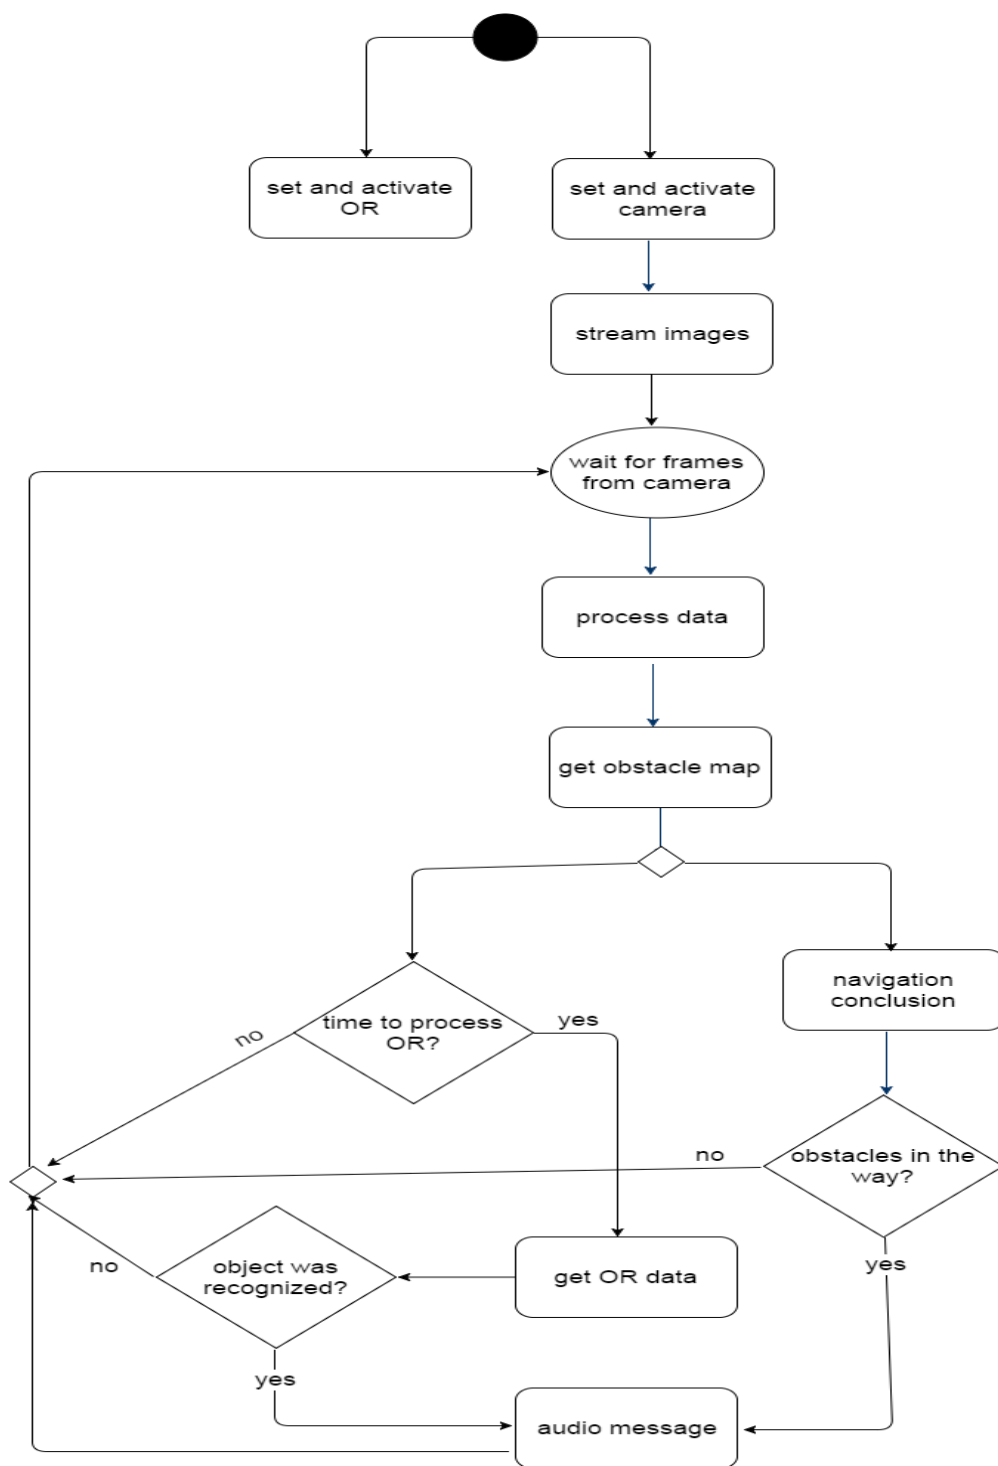 set and activate
OR
set and activate
camera
stream images
wait for frames
from camera
process data
get obstacle map
navigation
conclusion
time to process
OR?
yes
no
obstacles in the
way?
no
yes
get OR data
object was
recognized?
no
yes
audio message